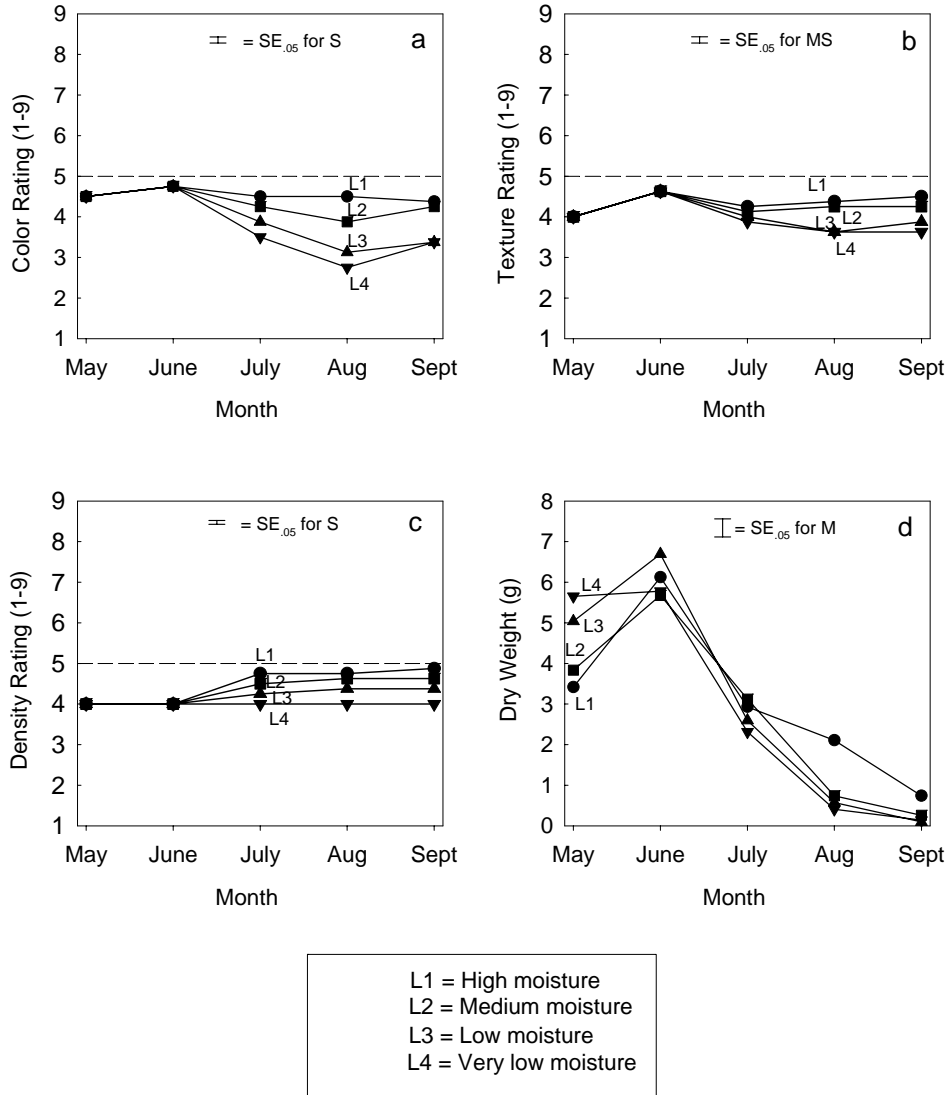 9
8
7
6
5
4
3
2
1
Color Rating (1-9)
= SE.05 for S
a
L1
L2
L3
L4
May June July Aug Sept
Month
9
8
7
6
5
4
3
2
1
Texture Rating (1-9)
= SE.05 for MS
b
L1
L3 L2
L4
May June July Aug Sept
Month
9
8
7
6
5
4
3
2
1
Density Rating (1-9)
= SE.05 for S
c
L1
L2
L3
L4
May June July Aug Sept
Month
8
7
6
5
4
3
2
1
0
Dry Weight (g)
= SE.05 for M
d
L4
L3
L2
L1
May June July Aug Sept
Month
L1 = High moisture
L2 = Medium moisture
L3 = Low moisture
L4 = Very low moisture